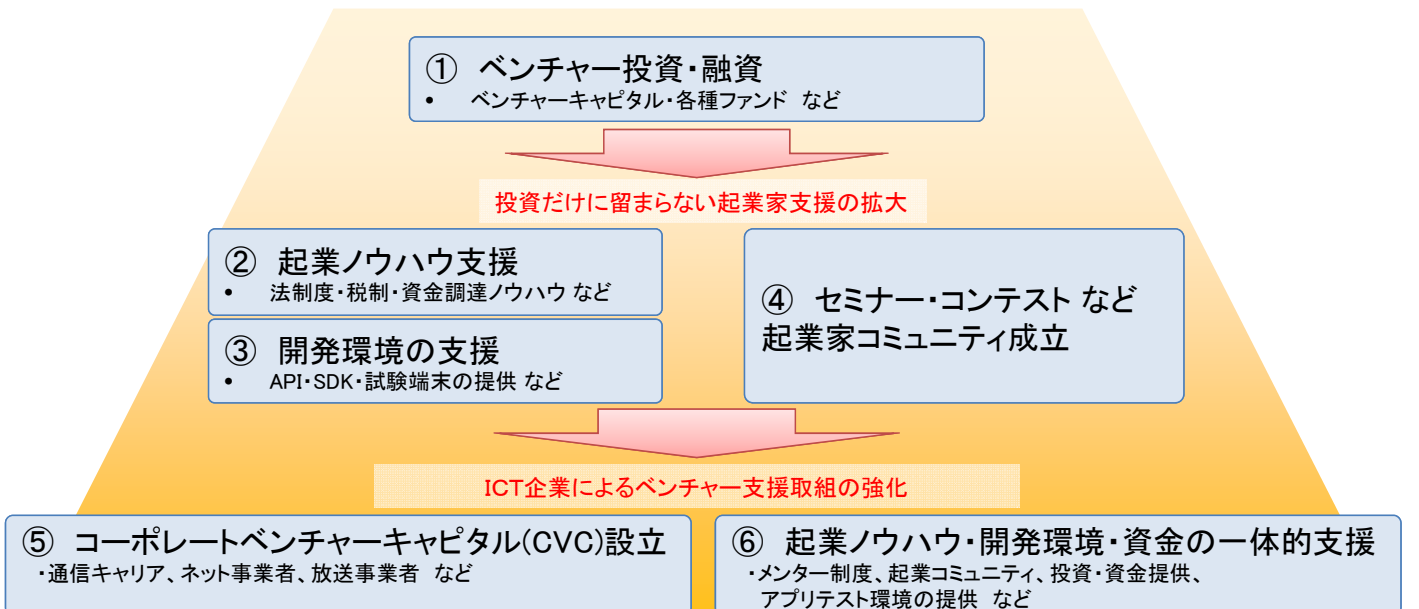 ① ベンチャー投資・融資
• ベンチャーキャピタル・各種ファンド など
投資だけに留まらない起業家支援の拡大
② 起業ノウハウ支援
• 法制度・税制・資金調達ノウハウ など
③ 開発環境の支援
• API・SDK・試験端末の提供 など
④ セミナー・コンテスト など
起業家コミュニティ成立
ICT企業によるベンチャー支援取組の強化
⑤ コーポレートベンチャーキャピタル(CVC)設立
・通信キャリア、ネット事業者、放送事業者 など
⑥ 起業ノウハウ・開発環境・資金の一体的支援
・メンター制度、起業コミュニティ、投資・資金提供、
アプリテスト環境の提供 など